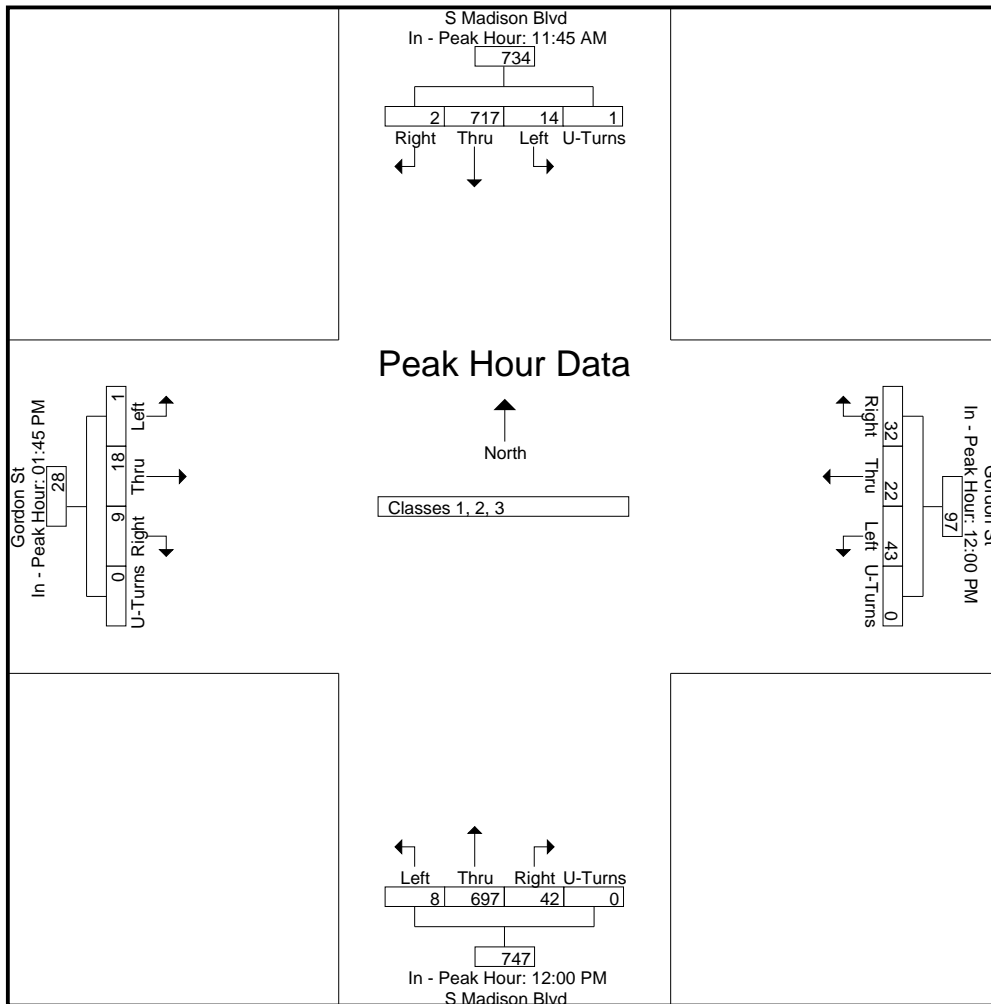 S Madison Blvd
In - Peak Hour: 11:45 AM
734
2 717 14 1
Right Thru Left U-Turns
Peak Hour Data
North
Classes 1, 2, 3
Gordon St
In - Peak Hour: 01:45 PM
28
1 18 9 0
Left Thru Right U-Turns
Gordon St
In - Peak Hour: 12:00 PM
97
32 22 43 0
Right Thru Left U-Turns
Left Thru Right U-Turns
8 697 42 0
747
In - Peak Hour: 12:00 PM
S Madison Blvd